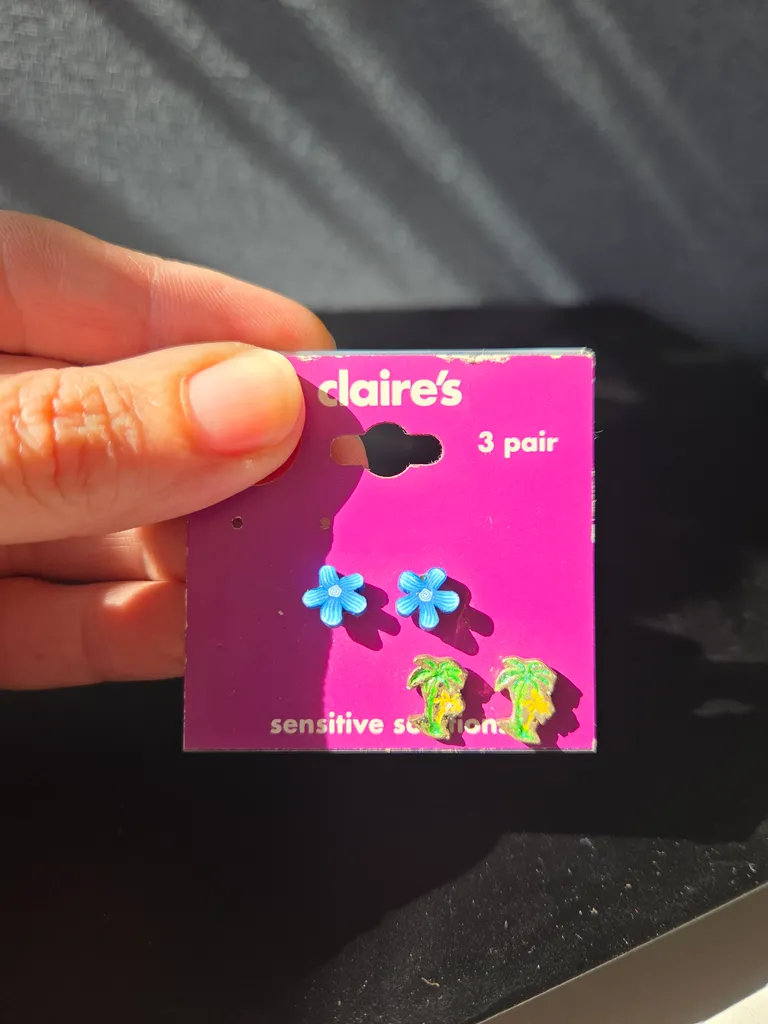 claire's
3 pair
sensitive